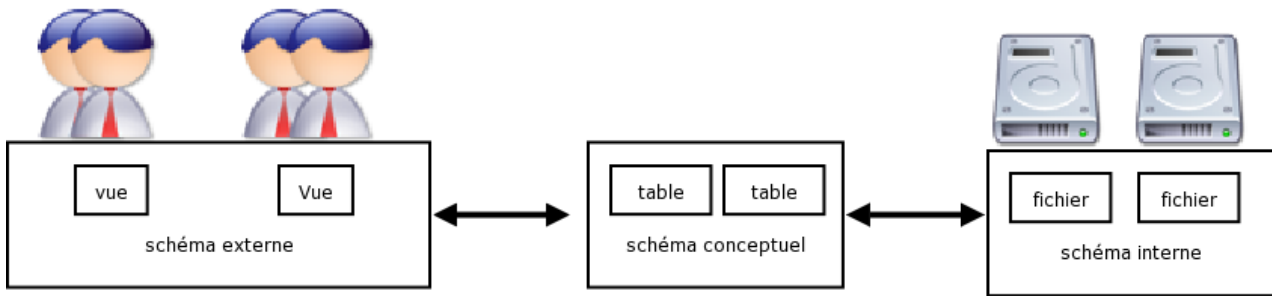 vue
Vue
schéma externe
table
table
schéma conceptuel
fichier
fichier
schéma interne